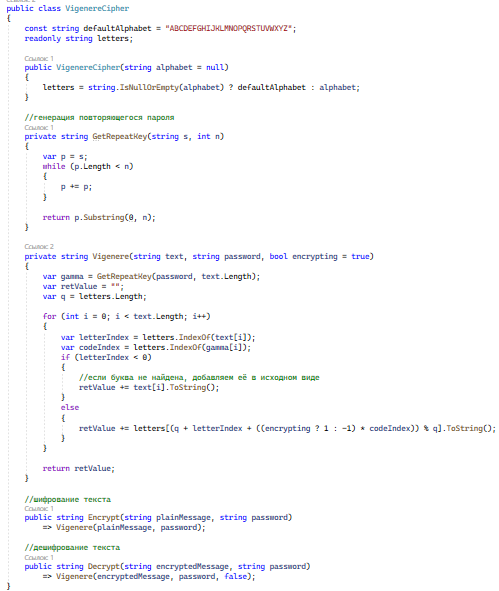 Ссылок: 2
public class VigenereCipher
{
const string defaultAlphabet = "ABCDEFGHIJKLMNOPQRSTUVWXYZ";
readonly string letters;
Ссылок: 1
public VigenereCipher(string alphabet = null)
{
letters = string.IsNullOrEmpty(alphabet) ? defaultAlphabet : alphabet;
}
//генерация повторяющегося пароля
Ссылок: 1
private string GetRepeatKey(string s, int n)
{
var p = s;
while (p.Length < n)
{
p += p;
}
return p.Substring(0, n);
}
Ссылок: 2
private string Vigenere(string text, string password, bool encrypting = true)
{
var gamma = GetRepeatKey(password, text.Length);
var retValue = "";
var q = letters.Length;
for (int i = 0; i < text.Length; i++)
{
var letterIndex = letters.IndexOf(text[i]);
var codeIndex = letters.IndexOf(gamma[i]);
if (letterIndex < 0)
{
//если буква не найдена, добавляем её в исходном виде
retValue += text[i].ToString();
}
else
{
retValue += letters[(q + letterIndex + ((encrypting ? 1 : -1) * codeIndex)) % q].ToString();
}
}
return retValue;
}
//шифрование текста
Ссылок: 1
public string Encrypt(string plainMessage, string password)
=> Vigenere(plainMessage, password);
//дешифрование текста
Ссылок: 1
public string Decrypt(string encryptedMessage, string password)
=> Vigenere(encryptedMessage, password, false);
}